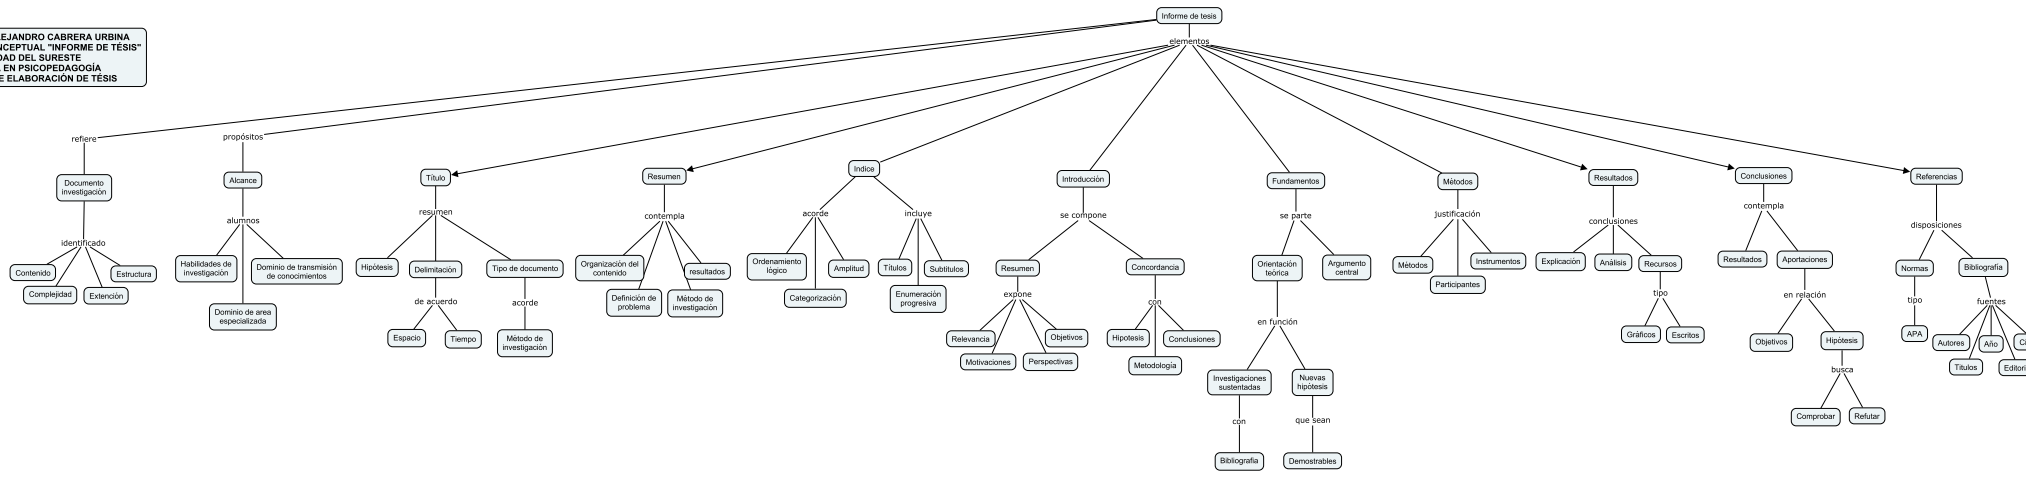 Informe de tesis
elementos
EJANDRO CABRERA URBINA
NCEPTUAL "INFORME DE TÉSIS"
DAD DEL SURESTE
EN PSICOPEDAGOGÍA
E ELABORACIÓN DE TÉSIS
refiere
propósitos
Documento
investigación
Alcance
Título
Resumen
Indice
Introducción
Fundamentos
Métodos
Resultados
Conclusiones
Referencias
identificado
alumnos
resumen
contempla
acorde
incluye
se compone
se parte
justificación
conclusiones
contempla
disposiciones
Contenido
Estructura
Complejidad
Extención
Habilidades de
investigación
Dominio de transmisión
de conocimientos
Dominio de area
especializada
Hipótesis
Delimitación
Tipo de documento
de acuerdo
acorde
Espacio
Tiempo
Método de
investigación
Organización del
contenido
resultados
Definición de
problema
Método de
investigación
Ordenamiento
lógico
Amplitud
Categorización
Títulos
Subtitulos
Enumeración
progresiva
Resumen
Concordancia
expone
con
Relevancia
Objetivos
Motivaciones
Perspectivas
Hipotesis
Conclusiones
Metodología
Orientación
teórica
Argumento
central
en función
Investigaciones
sustentadas
Nuevas
hipótesis
con
que sean
Bibliografia
Demostrables
Métodos
Instrumentos
Participantes
Explicación
Análisis
Recursos
tipo
Gráficos
Escritos
Resultados
Aportaciones
en relación
Objetivos
Hipótesis
busca
Comprobar
Refutar
Normas
Bibliografía
tipo
fuentes
APA
Autores
Año
Ci
Titulos
Editori